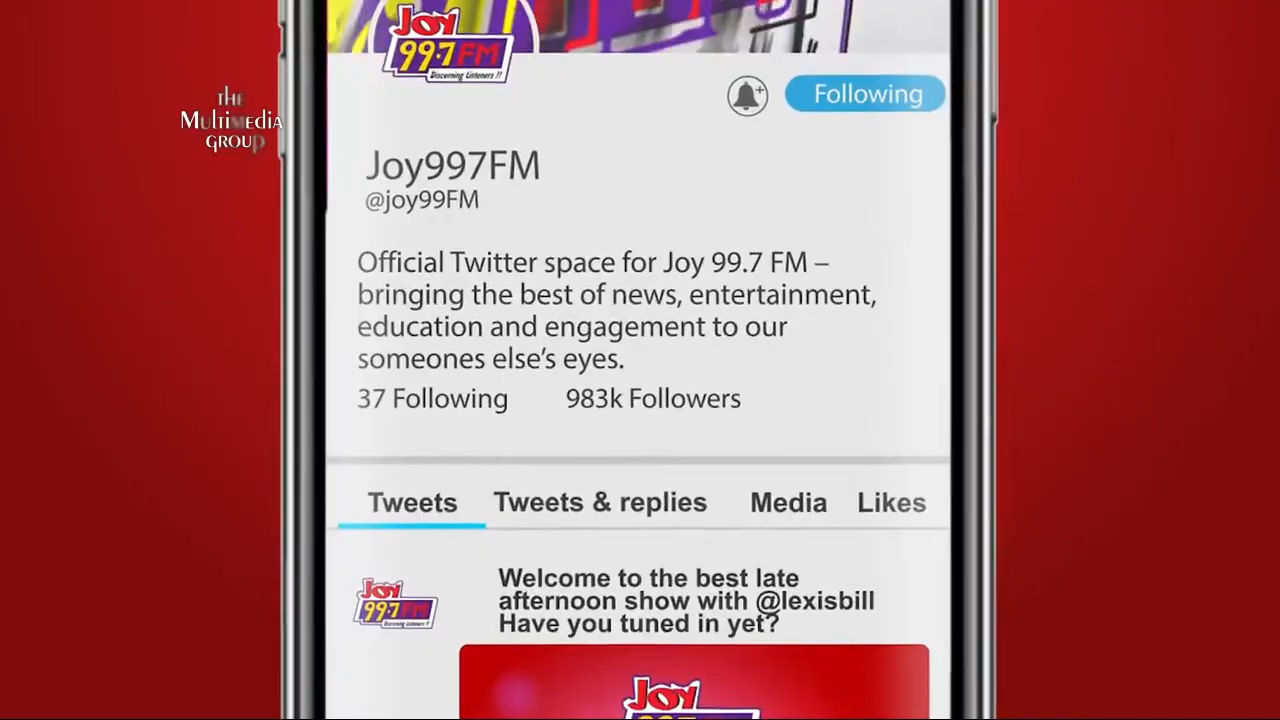 JOY
99.7 FM
Discerning Listeners !!
THE
MULTIMEDIA
GROUP
Following
Joy997FM
@joy99FM
Official Twitter space for Joy 99.7 FM –
bringing the best of news, entertainment,
education and engagement to our
someones else’s eyes.
37 Following 983k Followers
Tweets Tweets & replies Media Likes
JOY
99.7 FM
Discerning Listeners !!
Welcome to the best late
afternoon show with @lexisbill
Have you tuned in yet?
JOY